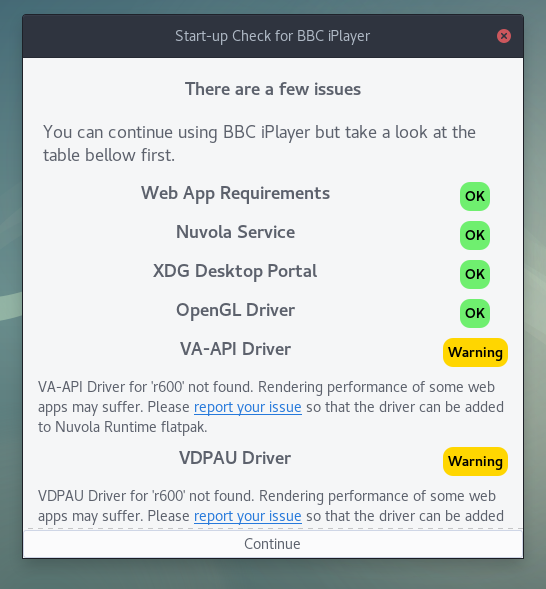 Start-up Check for BBC iPlayer
There are a few issues
You can continue using BBC iPlayer but take a look at the
table bellow first.
Web App Requirements OK
Nuvola Service OK
XDG Desktop Portal OK
OpenGL Driver OK
VA-API Driver Warning
VA-API Driver for 'r600' not found. Rendering performance of some web
apps may suffer. Please report your issue so that the driver can be added
to Nuvola Runtime flatpak.
VDPAU Driver Warning
VDPAU Driver for 'r600' not found. Rendering performance of some web
apps may suffer. Please report your issue so that the driver can be added
Continue